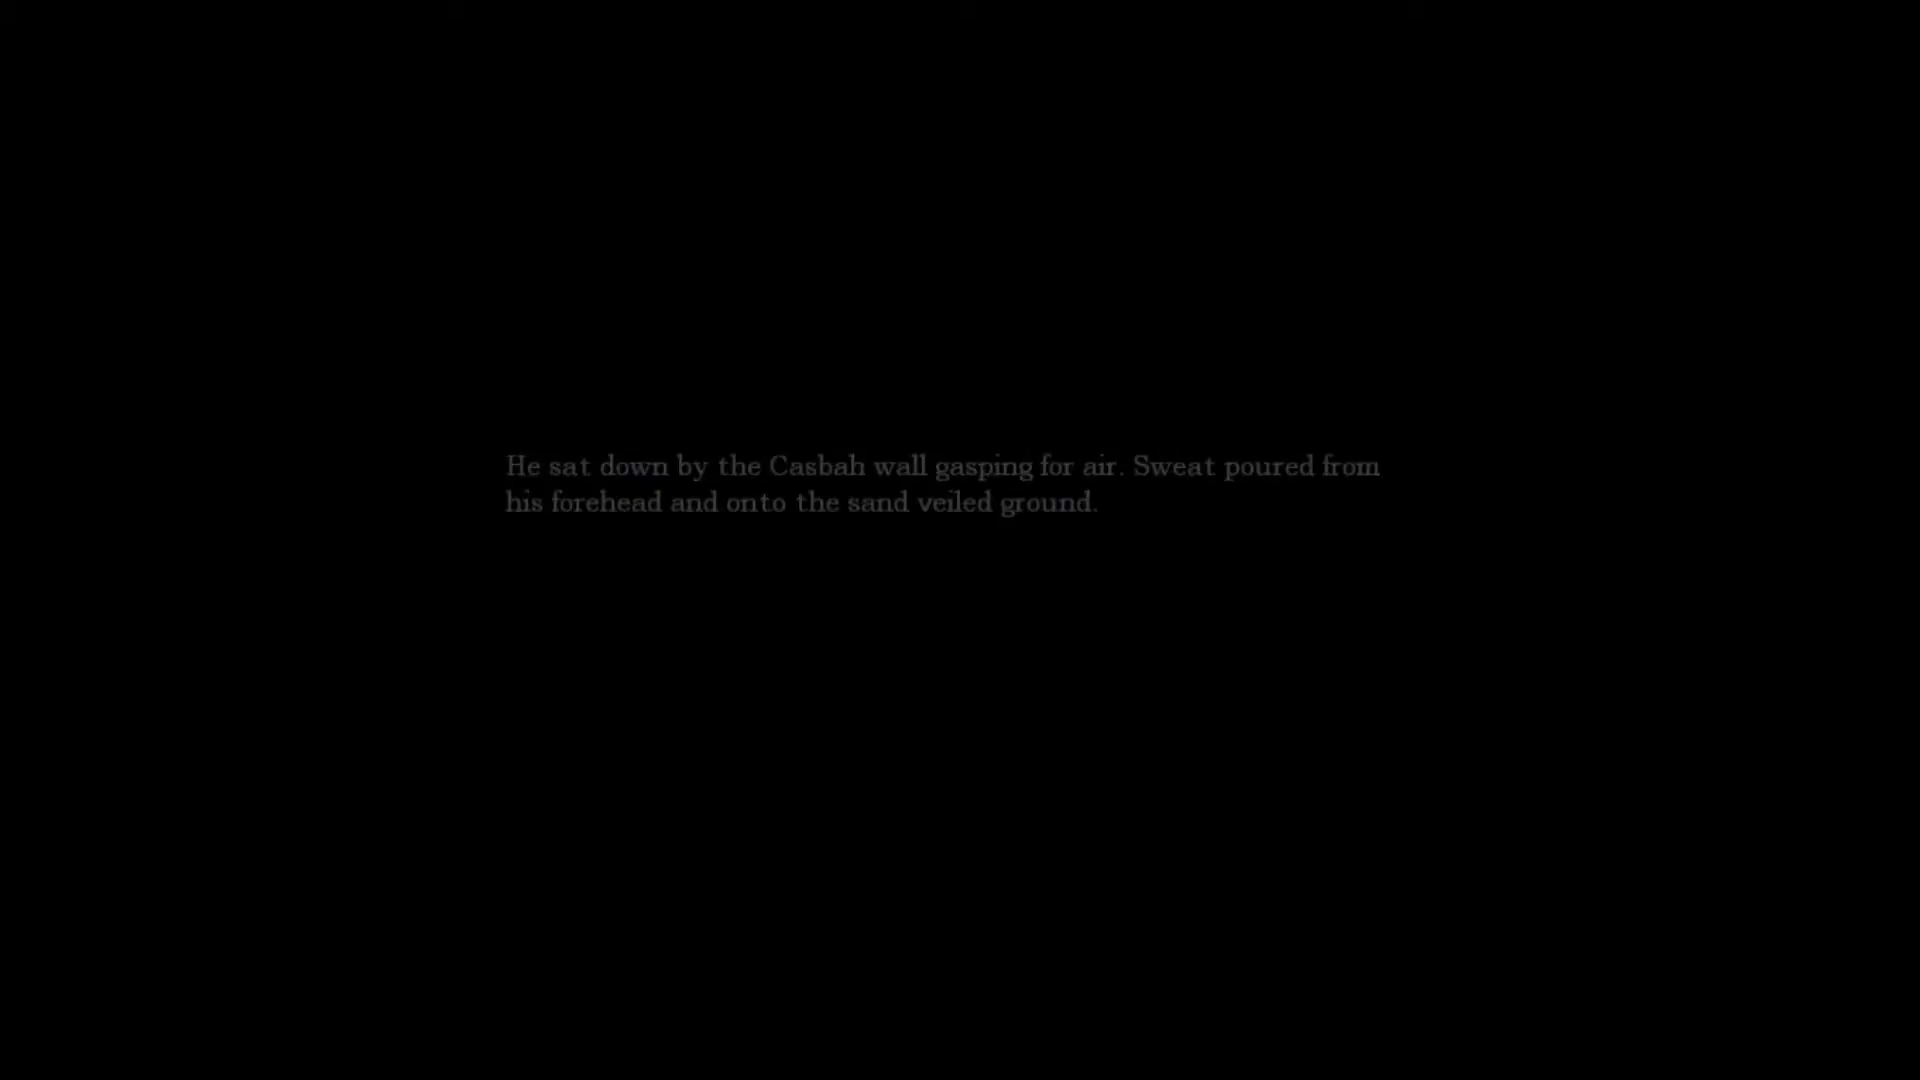 He sat down by the Casbah wall gasping for air. Sweat poured from
his forehead and onto the sand veiled ground.